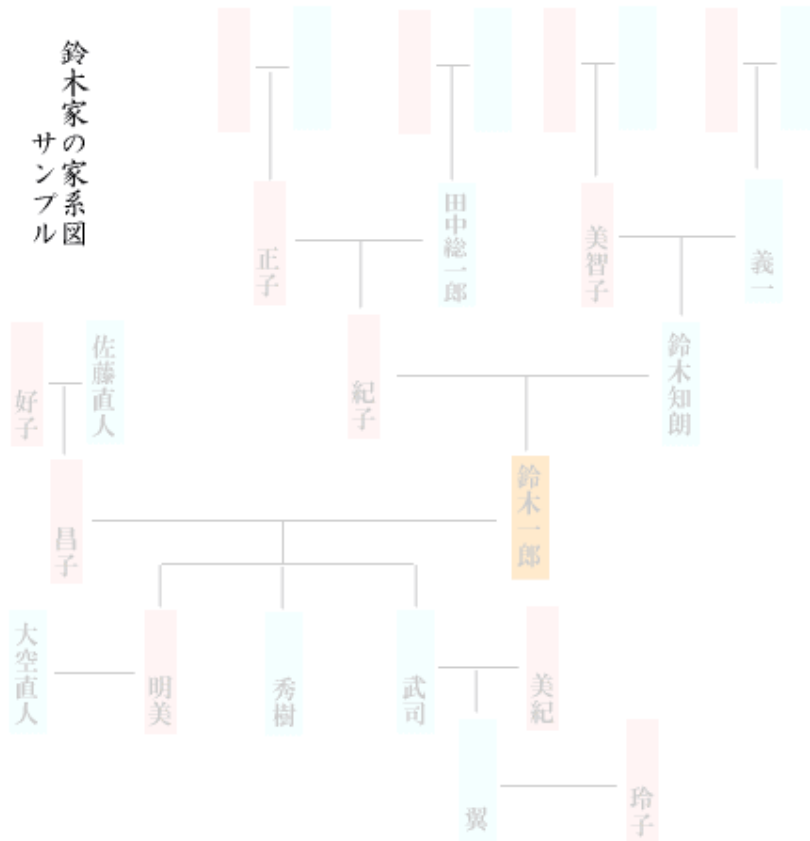 鈴木家の家系図
サンプル
義一
美智子
田中総一郎
正子
鈴木知朗
紀子
佐藤直人
好子
鈴木一郎
昌子
美紀
武司
秀樹
明美
大空直人
玲子
翼